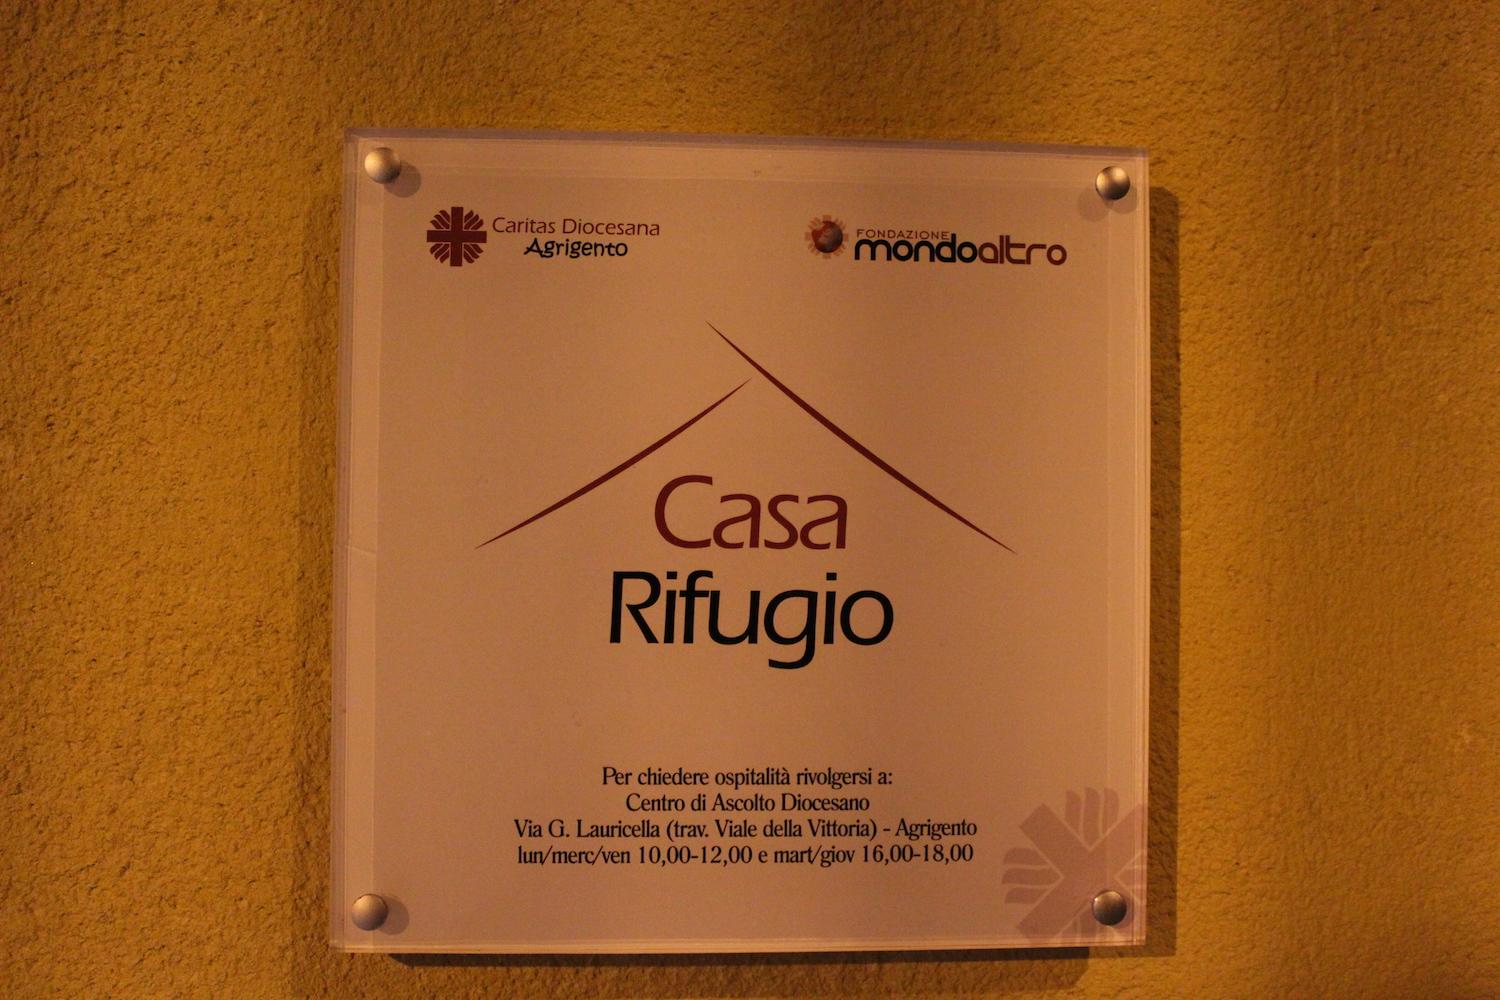 Caritas Diocesana
Agrigento
FONDAZIONE
mondoaltro
Casa
Rifugio
Per chiedere ospitalità rivolgersi a:
Centro di Ascolto Diocesano
Via G. Lauricella (trav. Viale della Vittoria) - Agrigento
lun/merc/ven 10,00-12,00 e mart/giov 16,00-18,00